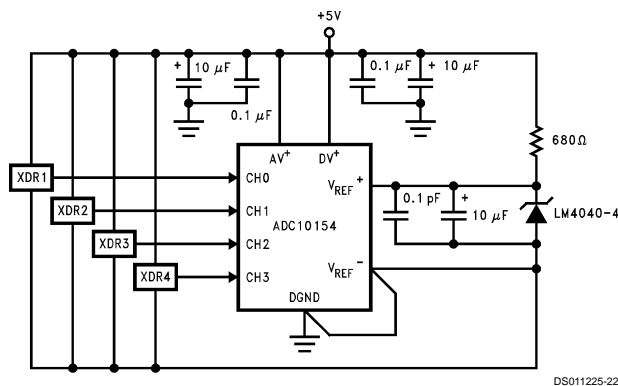 +5V
+ 10 μF
0.1 μF
0.1 μF
+ 10 μF
680Ω
AV+
DV+
XDR1
CH0
VREF+
XDR2
CH1
ADC10154
0.1 pF
+
10 μF
LM4040-4
XDR3
CH2
XDR4
CH3
VREF−
DGND
DS011225-22